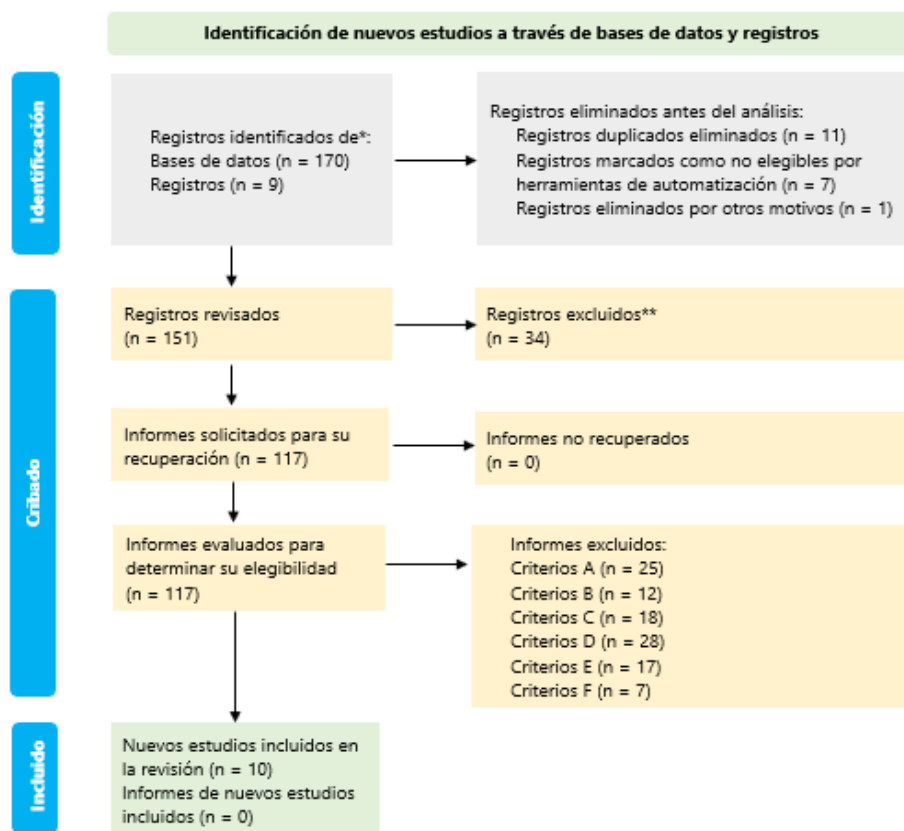 Identificación de nuevos estudios a través de bases de datos y registros
Identificación
Registros identificados de*:
Bases de datos (n = 170)
Registros (n = 9)
Registros eliminados antes del análisis:
Registros duplicados eliminados (n = 11)
Registros marcados como no elegibles por
herramientas de automatización (n = 7)
Registros eliminados por otros motivos (n = 1)
Cribado
Registros revisados
(n = 151)
Registros excluidos**
(n = 34)
Informes solicitados para su
recuperación (n = 117)
Informes no recuperados
(n = 0)
Informes evaluados para
determinar su elegibilidad
(n = 117)
Informes excluidos:
Criterios A (n = 25)
Criterios B (n = 12)
Criterios C (n = 18)
Criterios D (n = 28)
Criterios E (n = 17)
Criterios F (n = 7)
Incluido
Nuevos estudios incluidos en
la revisión (n = 10)
Informes de nuevos estudios
incluidos (n = 0)